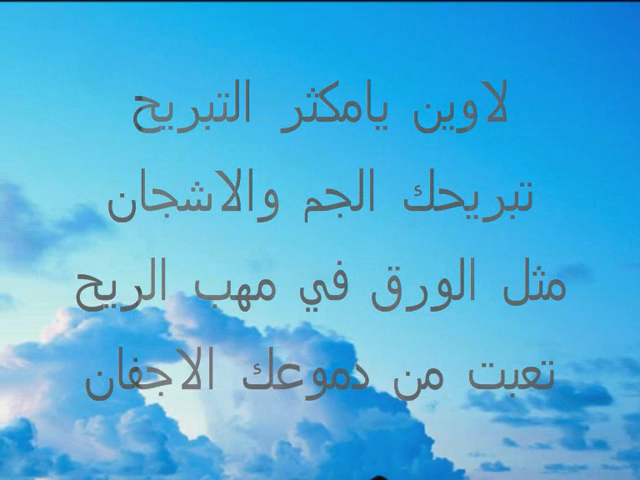 لاوين يامكثر التبريح
تبريحك الجم والاشجان
مثل الورق في مهب الريح
تعبت من دموعك الاجفان